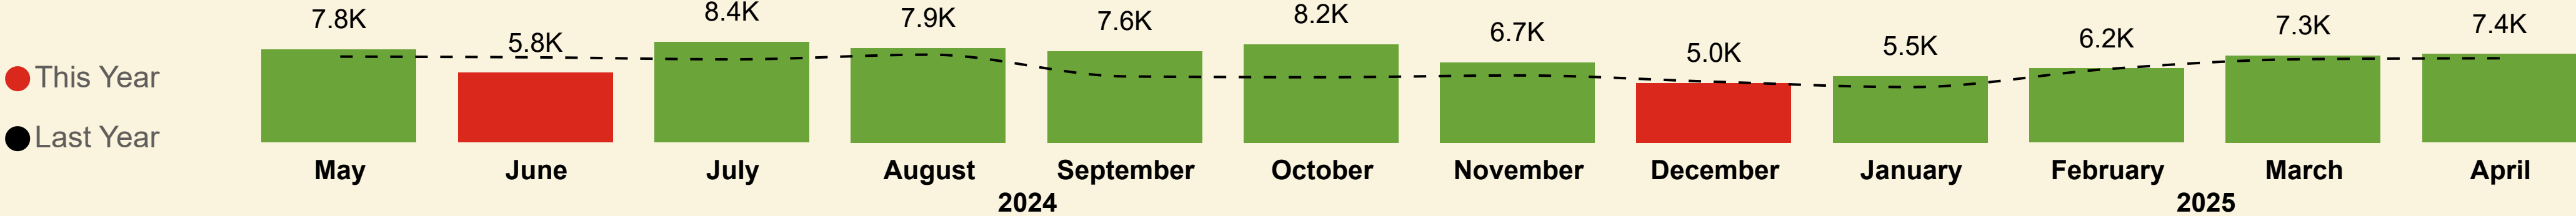 7.8K 5.8K 8.4K 7.9K 7.6K 8.2K 6.7K 5.0K 5.5K 6.2K 7.3K 7.4K
This Year
Last Year
May June July August September October November December January February March April
2024 2025